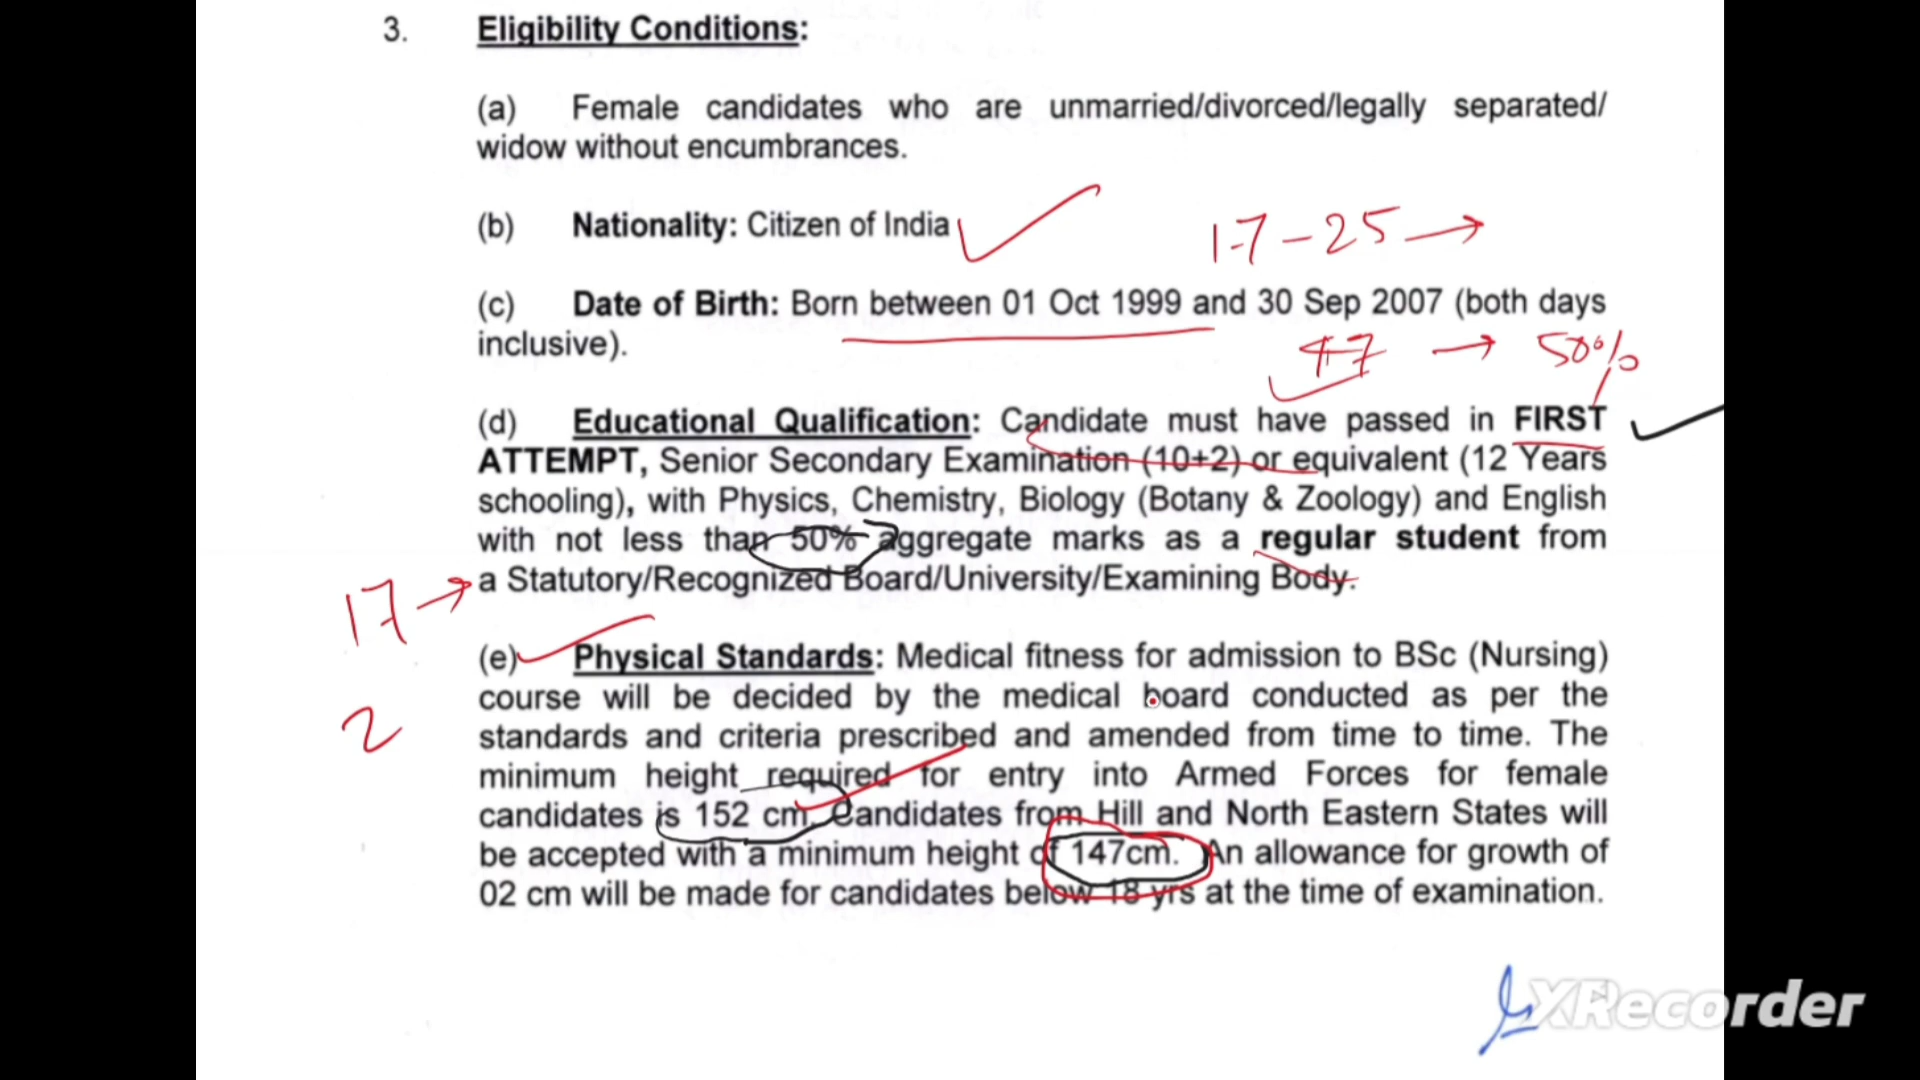 3. Eligibility Conditions:
(a) Female candidates who are unmarried/divorced/legally separated/
widow without encumbrances.
(b) Nationality: Citizen of India
17-25 →
(c) Date of Birth: Born between 01 Oct 1999 and 30 Sep 2007 (both days
inclusive).
→ 50%
(d) Educational Qualification: Candidate must have passed in FIRST
ATTEMPT, Senior Secondary Examination (10+2) or equivalent (12 Years
schooling), with Physics, Chemistry, Biology (Botany & Zoology) and English
with not less than 50% aggregate marks as a regular student from
a Statutory/Recognized Board/University/Examining Body.
17 →
(e) Physical Standards: Medical fitness for admission to BSc (Nursing)
course will be decided by the medical board conducted as per the
2
standards and criteria prescribed and amended from time to time. The
minimum height required for entry into Armed Forces for female
candidates is 152 cm. Candidates from Hill and North Eastern States will
be accepted with a minimum height of 147cm. An allowance for growth of
02 cm will be made for candidates below 18 yrs at the time of examination.
XRecorder